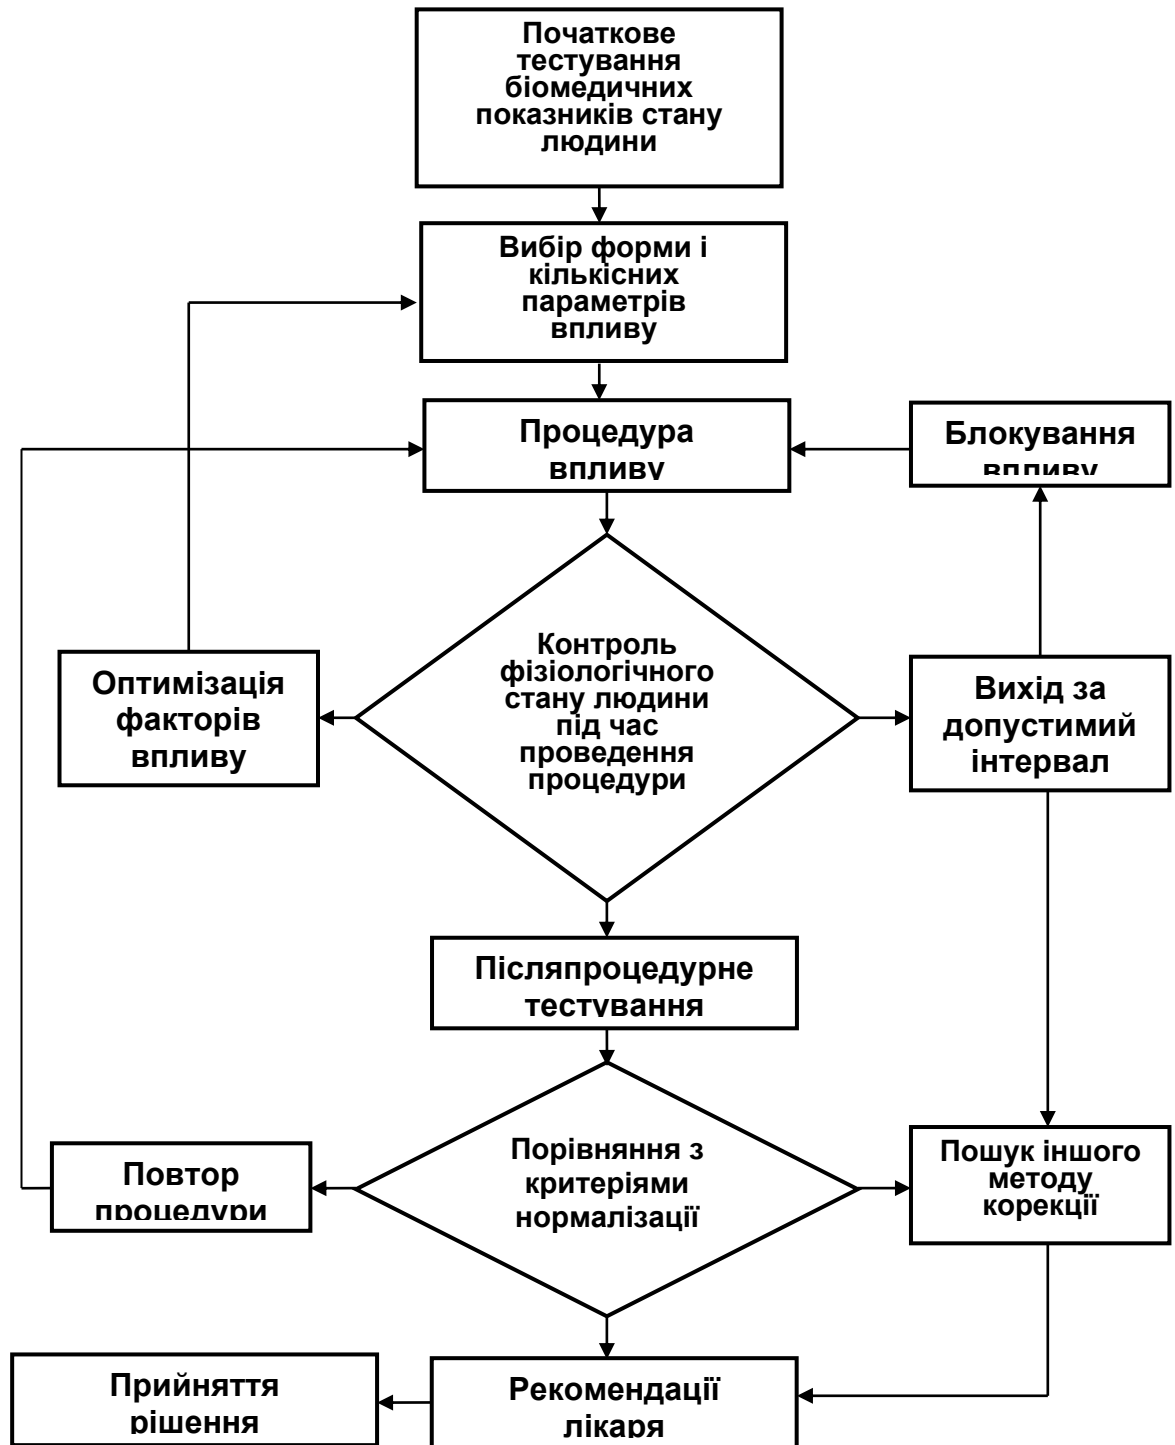 Початкове
тестування
біомедичних
показників стану
людини
Вибір форми і
кількісних
параметрів
впливу
Процедура
впливу
Блокування
впливу
Контроль
фізіологічного
стану людини
під час
проведення
процедури
Оптимізація
факторів
впливу
Вихід за
допустимий
інтервал
Післяпроцедурне
тестування
Порівняння з
критеріями
нормалізації
Повтор
процедури
Пошук іншого
методу
корекції
Прийняття
рішення
Рекомендації
лікаря